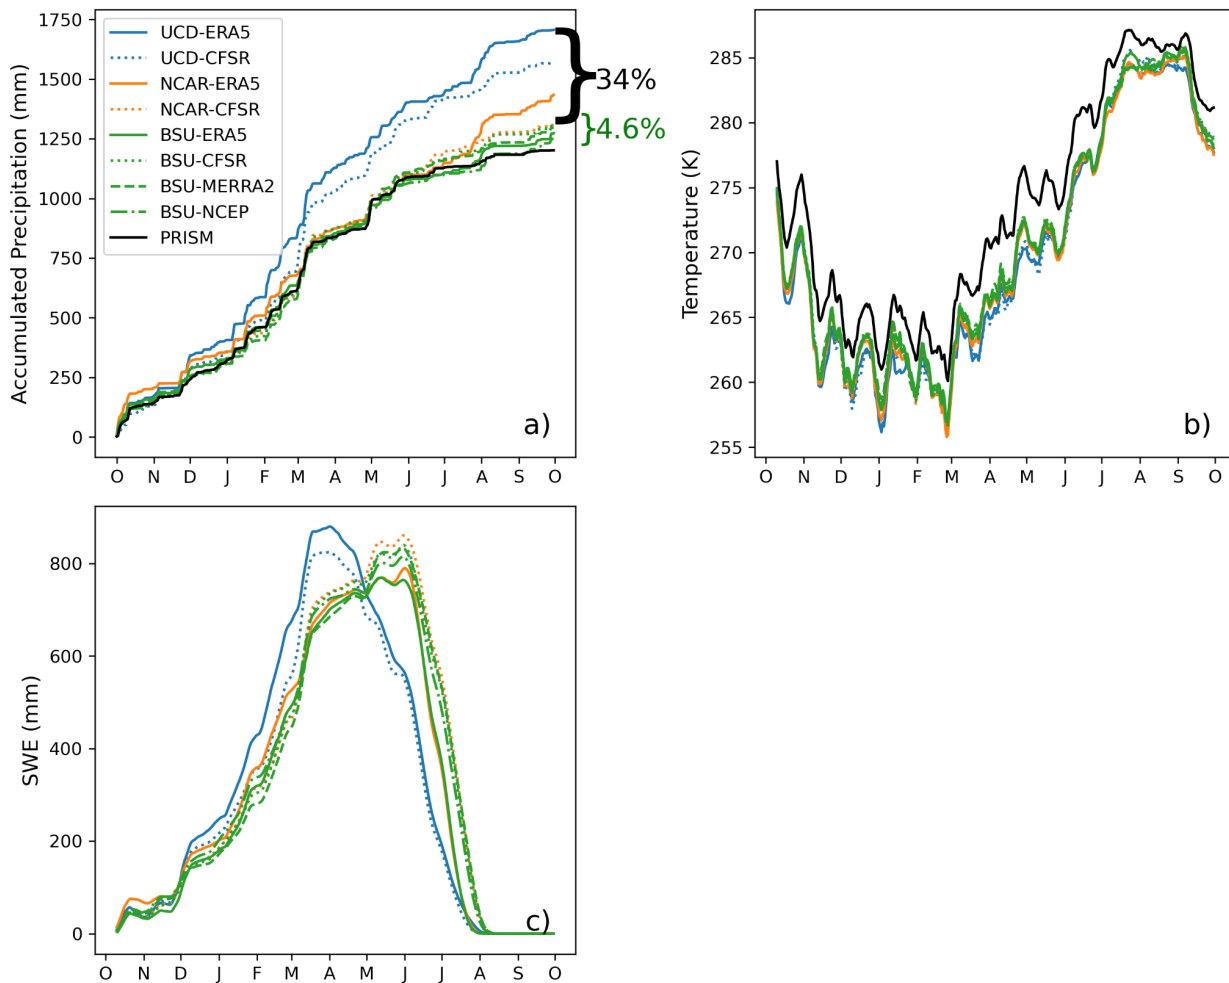 Accumulated Precipitation (mm)
1750
1500
1250
1000
750
500
250
0
UCD-ERA5
UCD-CFSR
NCAR-ERA5
NCAR-CFSR
BSU-ERA5
BSU-CFSR
BSU-MERRA2
BSU-NCEP
PRISM
34%
4.6%
a)
O N D J F M A M J J A S O
Temperature (K)
285
280
275
270
265
260
255
b)
O N D J F M A M J J A S O
SWE (mm)
800
600
400
200
0
c)
O N D J F M A M J J A S O